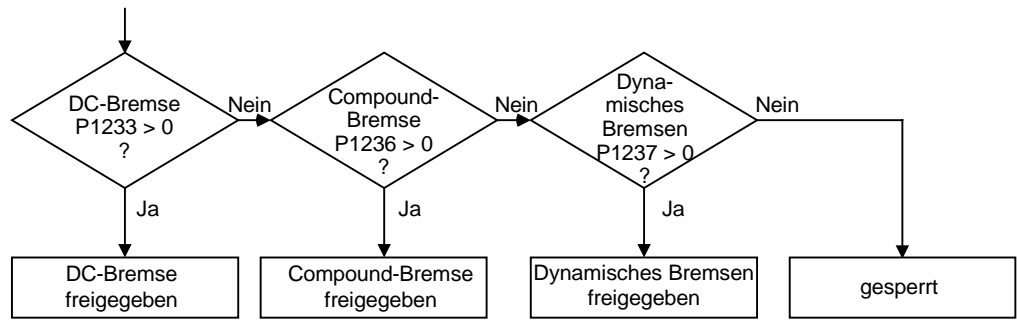 DC-Bremse
P1233 > 0
?
Nein
Compound-
Bremse
P1236 > 0
?
Nein
Dyna-
misches
Bremsen
P1237 > 0
?
Nein
Ja
Ja
Ja
DC-Bremse
freigegeben
Compound-Bremse
freigegeben
Dynamisches Bremsen
freigegeben
gesperrt